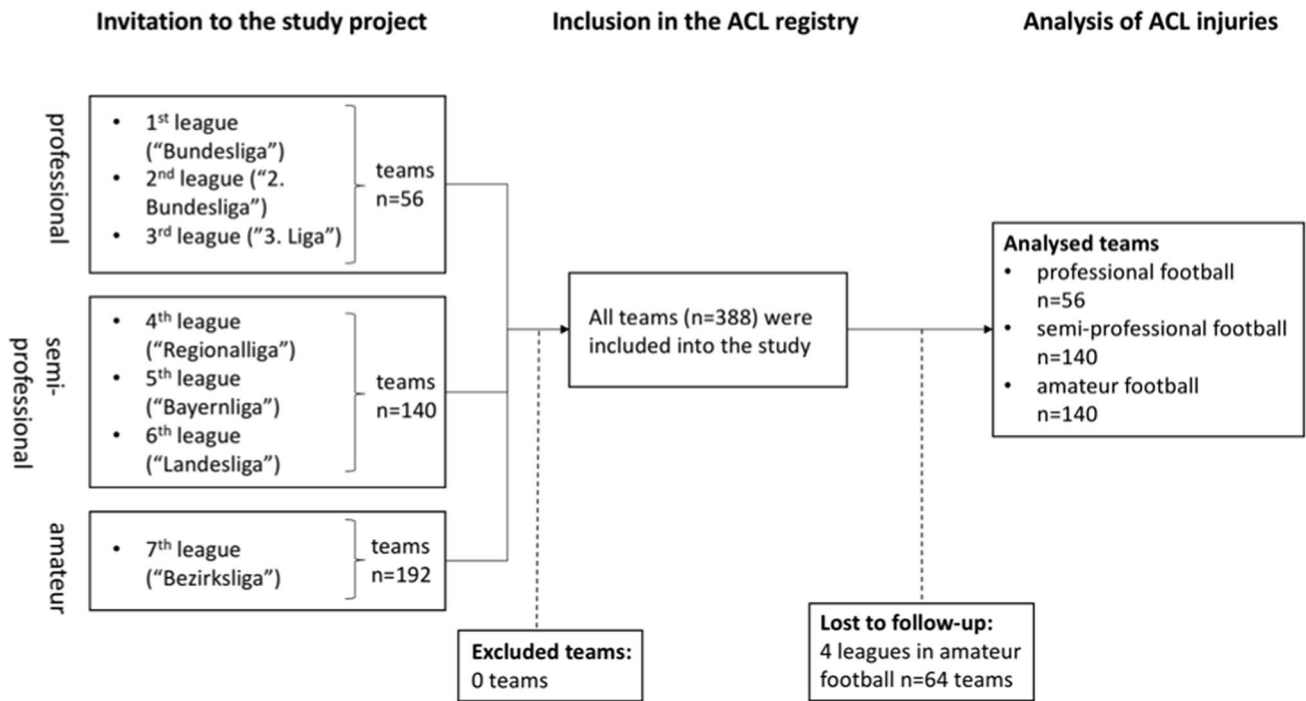 Invitation to the study project
Inclusion in the ACL registry
Analysis of ACL injuries
professional
• 1st league
("Bundesliga")
• 2nd league ("2.
Bundesliga")
• 3rd league ("3. Liga")
teams
n=56
semi-
professional
• 4th league
("Regionalliga")
• 5th league
("Bayernliga")
• 6th league
("Landesliga")
teams
n=140
amateur
• 7th league
("Bezirksliga")
teams
n=192
Excluded teams:
0 teams
All teams (n=388) were
included into the study
Lost to follow-up:
4 leagues in amateur
football n=64 teams
Analysed teams
• professional football
n=56
• semi-professional football
n=140
• amateur football
n=140